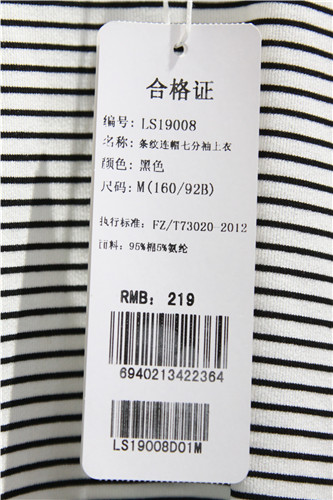 合格证
编号: LS19008
名称: 条纹连帽七分袖上衣
颜色: 黑色
尺码: M(160/92B)
执行标准: FZ/T73020-2012
面料: 95%棉5%氨纶
RMB: 219
6940213422364
LS19008D01M